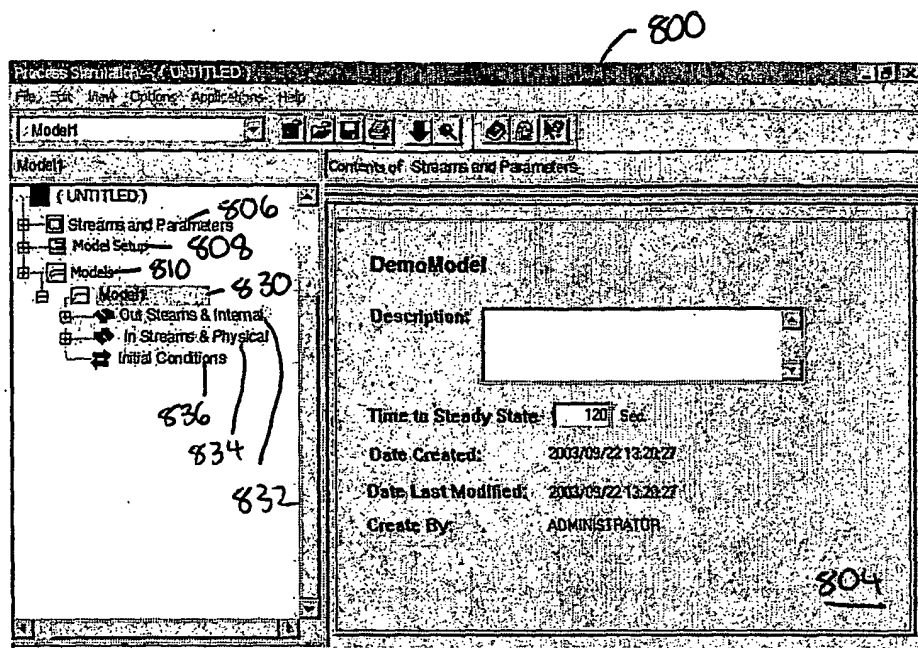 800
Process Simulation - { UNTITLED }
File Edit View Options Applications Help
Model1
Model1
Contents of Streams and Parameters
{ UNTITLED }
Streams and Parameters 806
Model Setup 808
Models 810
Model1 830
Out Steams & Internal
In Streams & Physical
Initial Conditions
836
834
832
DemoModel
Description:
Time to Steady State 120 Sec
Date Created: 2003/09/22 13:20:27
Date Last Modified: 2003/09/22 13:20:27
Create By: ADMINISTRATOR
804